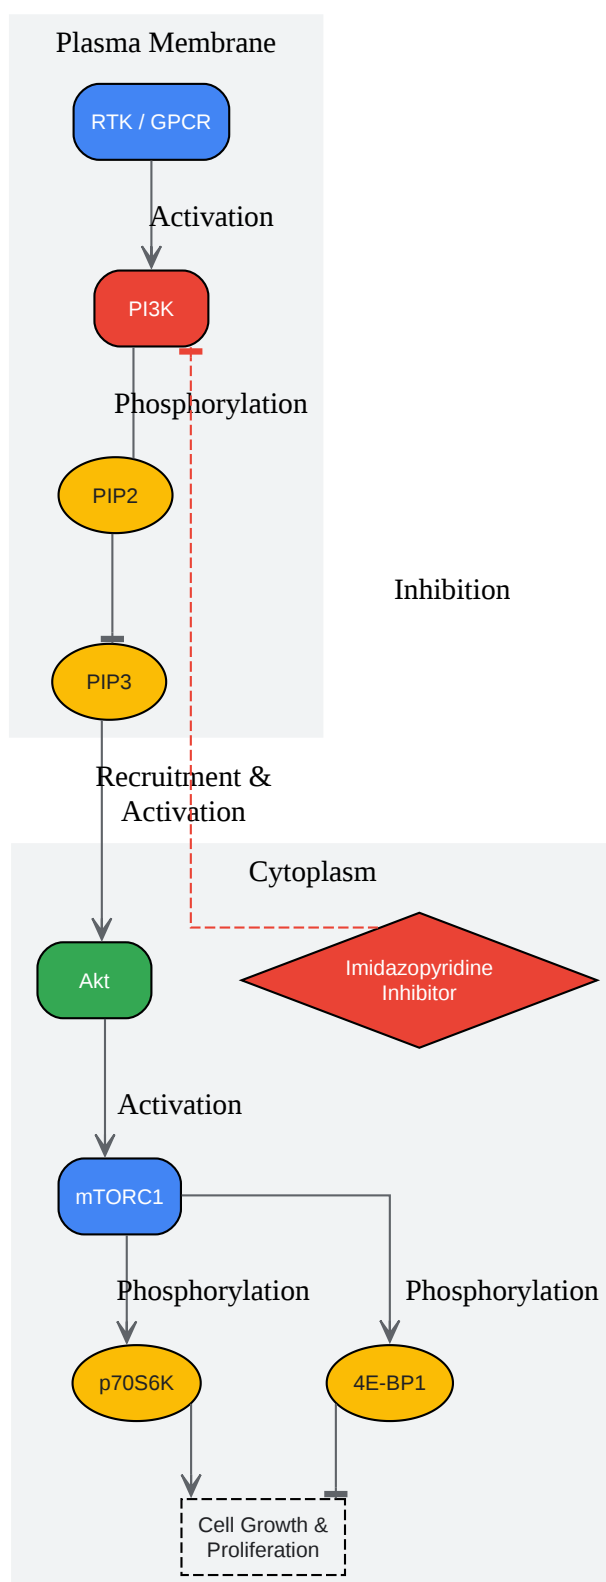 Plasma Membrane
RTK / GPCR
Activation
PI3K
Phosphorylation
PIP2
Inhibition
PIP3
Recruitment &
Activation
Cytoplasm
Imidazopyridine
Inhibitor
Akt
Activation
mTORC1
Phosphorylation
Phosphorylation
p70S6K
4E-BP1
Cell Growth &
Proliferation